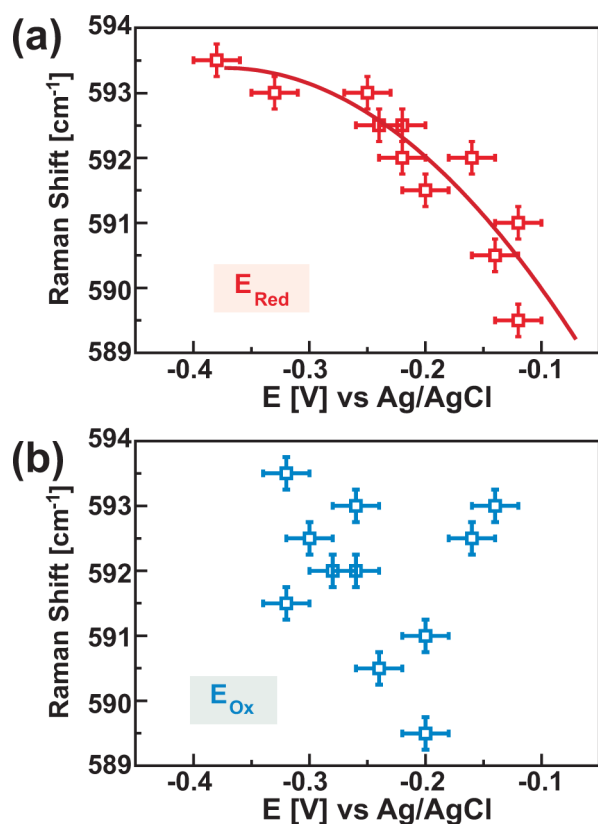 (a)
Raman Shift [cm⁻¹]
594
593
592
591
590
589
E_Red
-0.4 -0.3 -0.2 -0.1
E [V] vs Ag/AgCl
(b)
Raman Shift [cm⁻¹]
594
593
592
591
590
589
E_Ox
-0.4 -0.3 -0.2 -0.1
E [V] vs Ag/AgCl